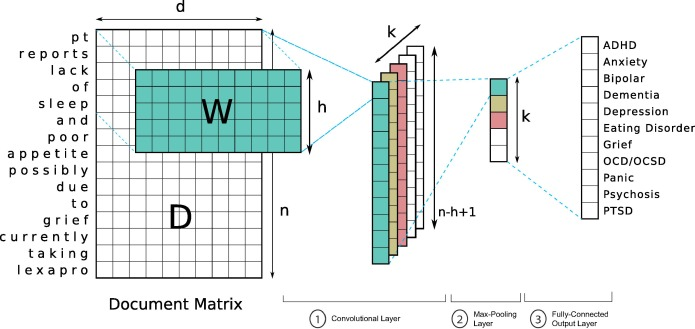 d
pt
reports
lack
of
sleep
and
poor
appetite
possibly
due
to
grief
currently
taking
lexapro
W
h
D
n
Document Matrix
k
n-h+1
k
ADHD
Anxiety
Bipolar
Dementia
Depression
Eating Disorder
Grief
OCD/OCSD
Panic
Psychosis
PTSD
1 Convolutional Layer
2 Max-Pooling
Layer
3 Fully-Connected
Output Layer